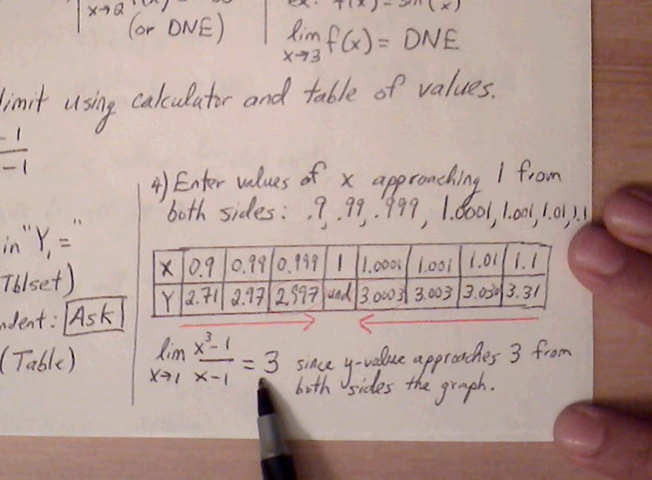 x→2
(or DNE)
lim f(x) = DNE
x→3
limit using calculator and table of values.
-1
-1
4) Enter values of x approaching 1 from
both sides: .9, .99, .999, 1.0001, 1.001, 1.01, 1.1
in "Y₁ = "
Tblset)
ndent: Ask
(Table)
X 0.9 0.99 0.999 1 1.0001 1.001 1.01 1.1
Y 2.71 2.97 2.997 und 3.0003 3.003 3.030 3.31
lim x³-1 / x-1 = 3 since y-value approaches 3 from
x→1 both sides the graph.